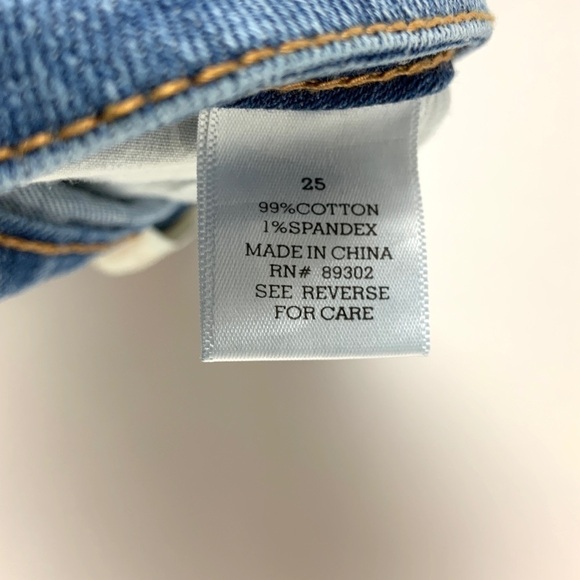 25
99%COTTON
1%SPANDEX
MADE IN CHINA
RN# 89302
SEE REVERSE
FOR CARE